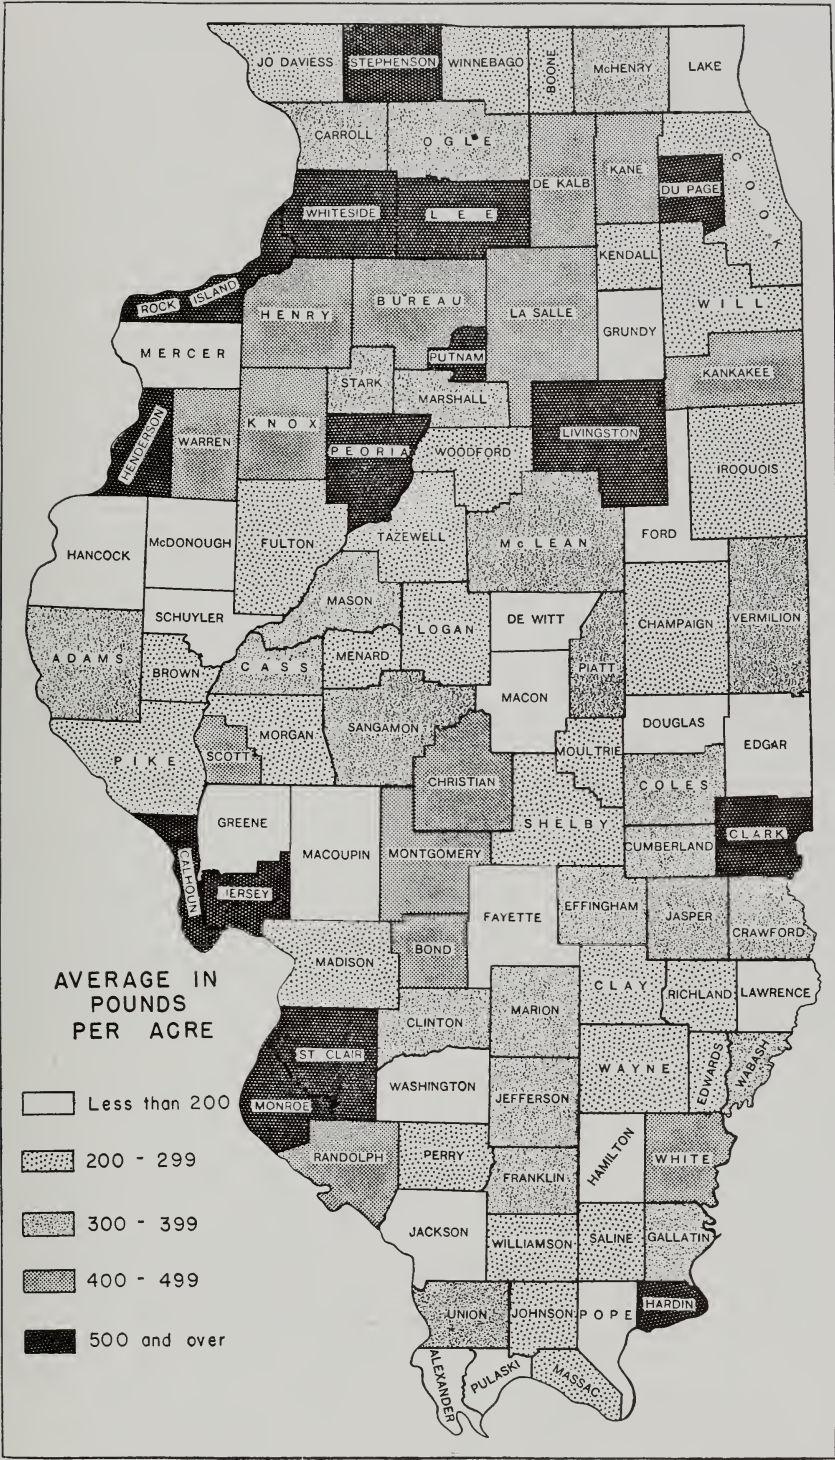 JO DAVIESS
STEPHENSON
WINNEBAGO
BOONE
McHENRY
LAKE
CARROLL
OGLE
DE KALB
KANE
COOK
DU PAGE
WHITESIDE
LEE
KENDALL
ROCK ISLAND
HENRY
BUREAU
LA SALLE
WILL
GRUNDY
MERCER
PUTNAM
KANKAKEE
STARK
MARSHALL
HENDERSON
WARREN
KNOX
PEORIA
WOODFORD
LIVINGSTON
IROQUOIS
HANCOCK
McDONOUGH
FULTON
TAZEWELL
McLEAN
FORD
MASON
SCHUYLER
LOGAN
DE WITT
CHAMPAIGN
VERMILION
ADAMS
BROWN
CASS
MENARD
PIATT
MACON
DOUGLAS
EDGAR
PIKE
SCOTT
MORGAN
SANGAMON
MOULTRIE
CHRISTIAN
COLES
GREENE
SHELBY
CLARK
CALHOUN
MACOUPIN
MONTGOMERY
CUMBERLAND
JERSEY
FAYETTE
EFFINGHAM
JASPER
CRAWFORD
MADISON
BOND
CLAY
RICHLAND
LAWRENCE
CLINTON
MARION
ST CLAIR
WAYNE
EDWARDS
WABASH
WASHINGTON
MONROE
JEFFERSON
RANDOLPH
PERRY
HAMILTON
WHITE
FRANKLIN
JACKSON
WILLIAMSON
SALINE
GALLATIN
UNION
JOHNSON
POPE
HARDIN
ALEXANDER
PULASKI
MASSAC
AVERAGE IN
POUNDS
PER ACRE
Less than 200
200 - 299
300 - 399
400 - 499
500 and over